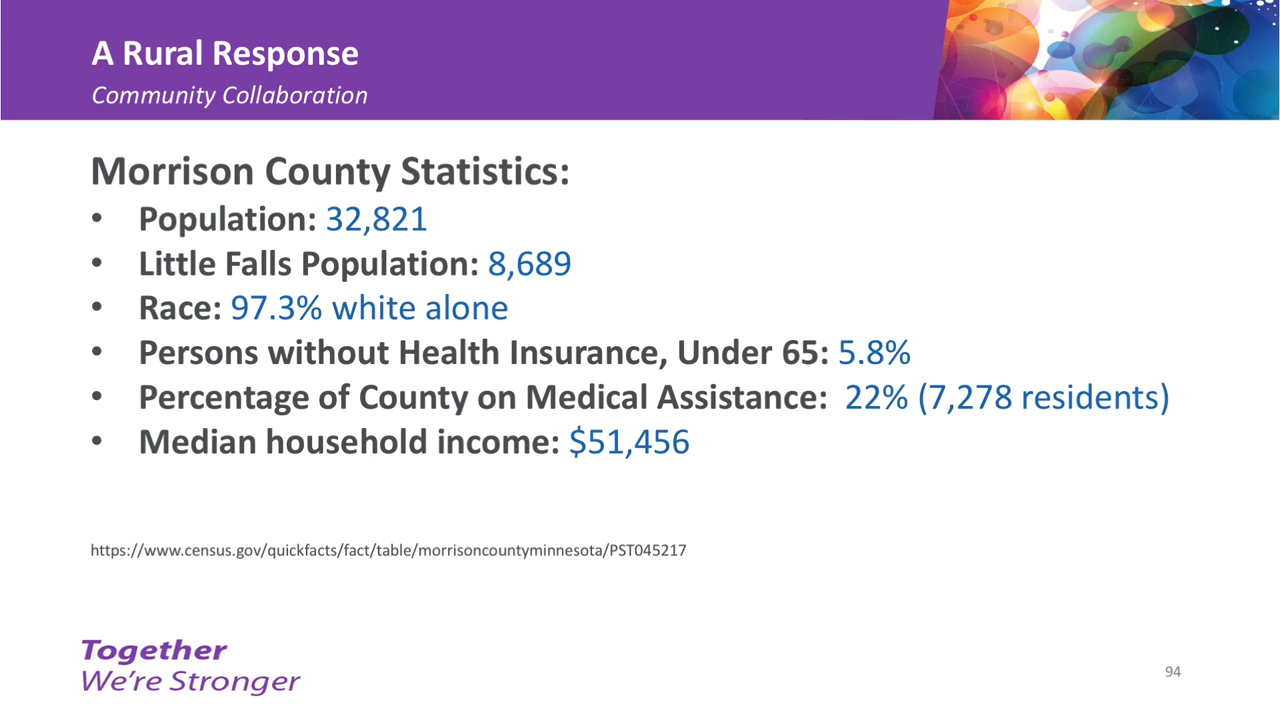 A Rural Response
Community Collaboration
Morrison County Statistics:
• Population: 32,821
• Little Falls Population: 8,689
• Race: 97.3% white alone
• Persons without Health Insurance, Under 65: 5.8%
• Percentage of County on Medical Assistance: 22% (7,278 residents)
• Median household income: $51,456
https://www.census.gov/quickfacts/fact/table/morrisoncountyminnesota/PST045217
Together
We're Stronger
94